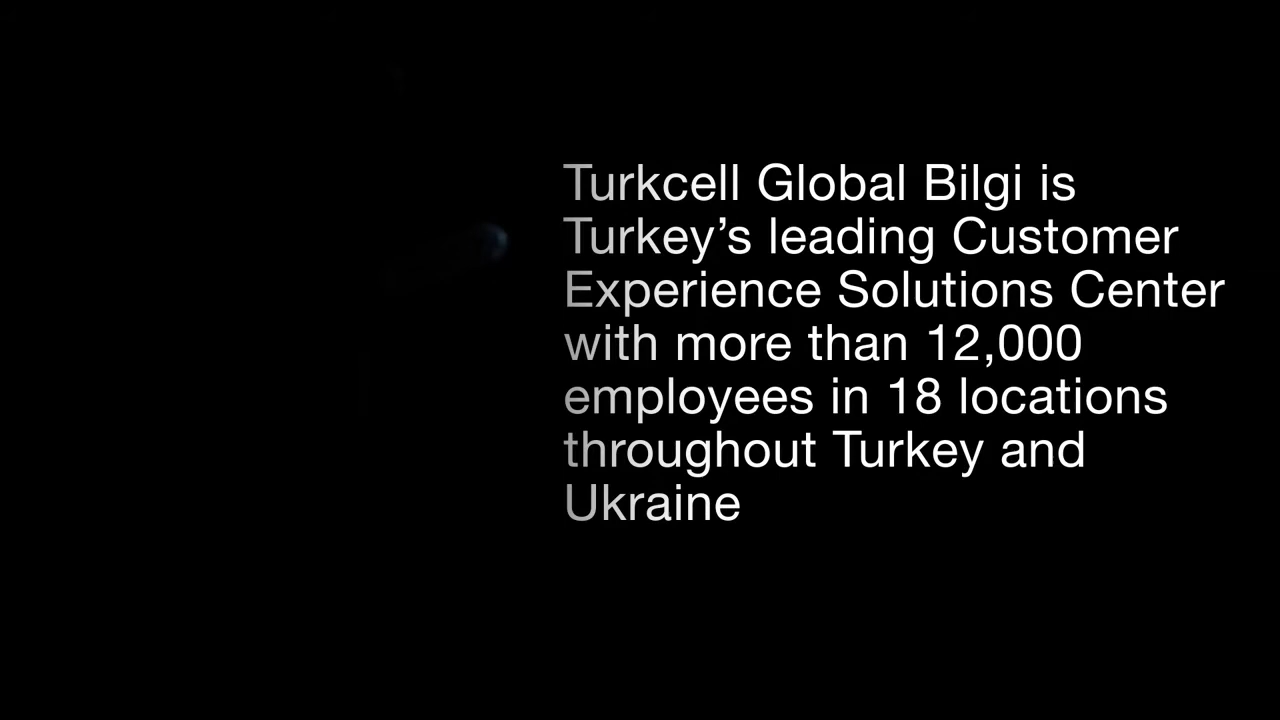 Turkcell Global Bilgi is
Turkey’s leading Customer
Experience Solutions Center
with more than 12,000
employees in 18 locations
throughout Turkey and
Ukraine